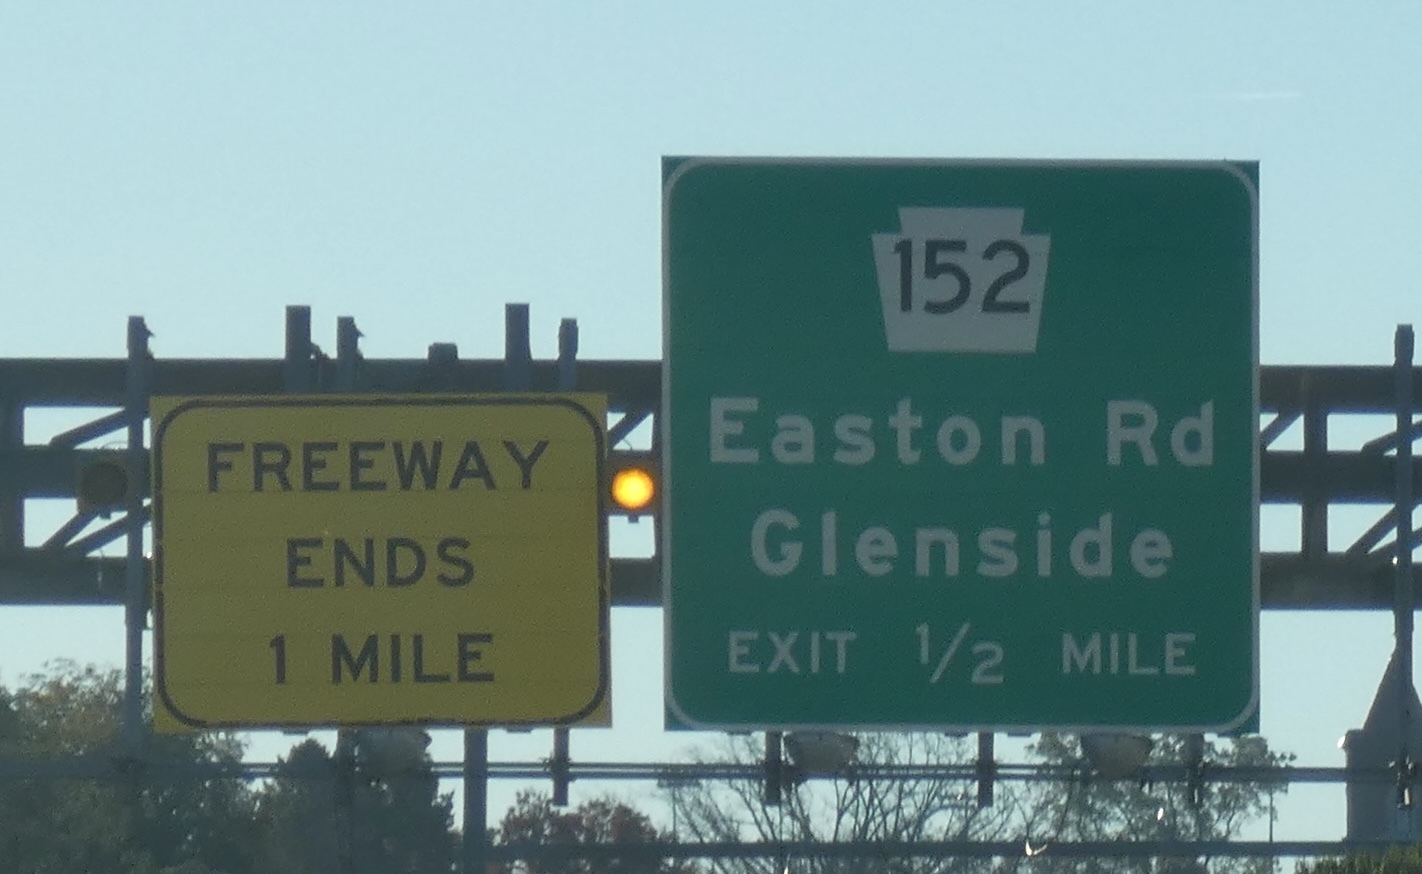 FREEWAY
ENDS
1 MILE
152
Easton Rd
Glenside
EXIT 1/2 MILE